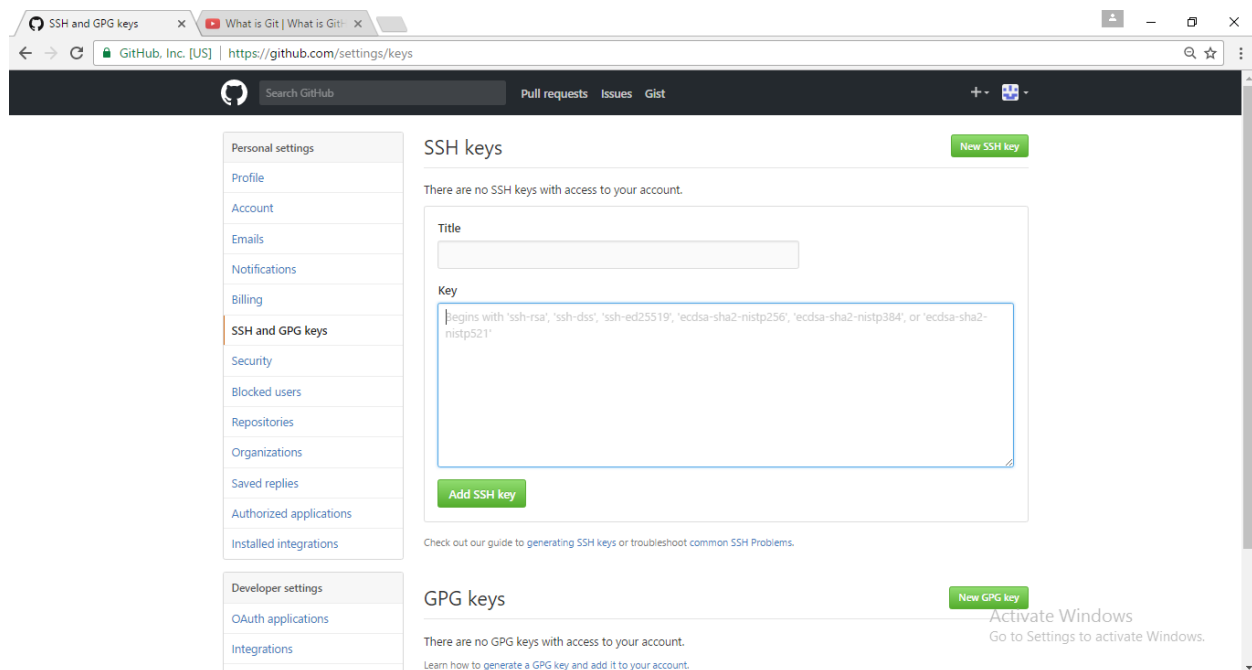 SSH and GPG keys
What is Git | What is GitH
GitHub, Inc. [US] | https://github.com/settings/keys
Search GitHub
Pull requests Issues Gist
Personal settings
Profile
Account
Emails
Notifications
Billing
SSH and GPG keys
Security
Blocked users
Repositories
Organizations
Saved replies
Authorized applications
Installed integrations
Developer settings
OAuth applications
Integrations
SSH keys
New SSH key
There are no SSH keys with access to your account.
Title
Key
Begins with 'ssh-rsa', 'ssh-dss', 'ssh-ed25519', 'ecdsa-sha2-nistp256', 'ecdsa-sha2-nistp384', or 'ecdsa-sha2-
nistp521'
Add SSH key
Check out our guide to generating SSH keys or troubleshoot common SSH Problems.
GPG keys
New GPG key
There are no GPG keys with access to your account.
Learn how to generate a GPG key and add it to your account.
Activate Windows
Go to Settings to activate Windows.